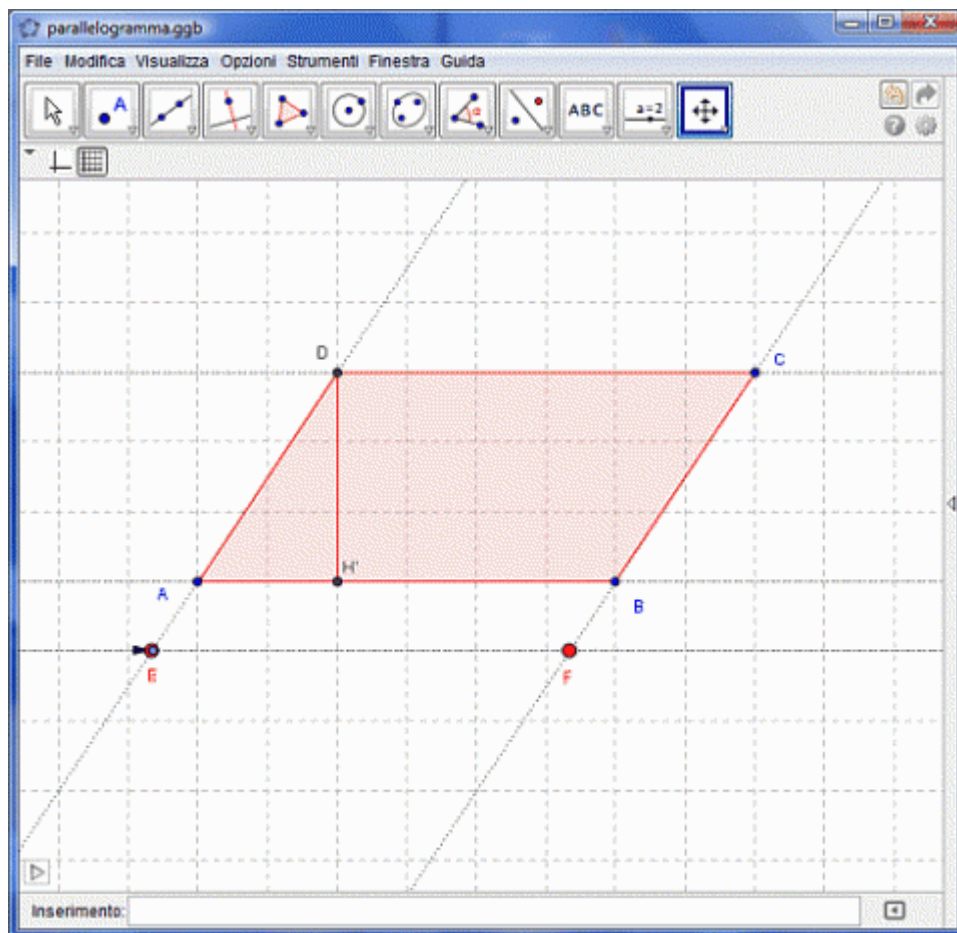 parallelogramma.ggb
File Modifica Visualizza Opzioni Strumenti Finestra Guida
A α ABC a=2
D
C
H'
A
B
E
F
Inserimento: